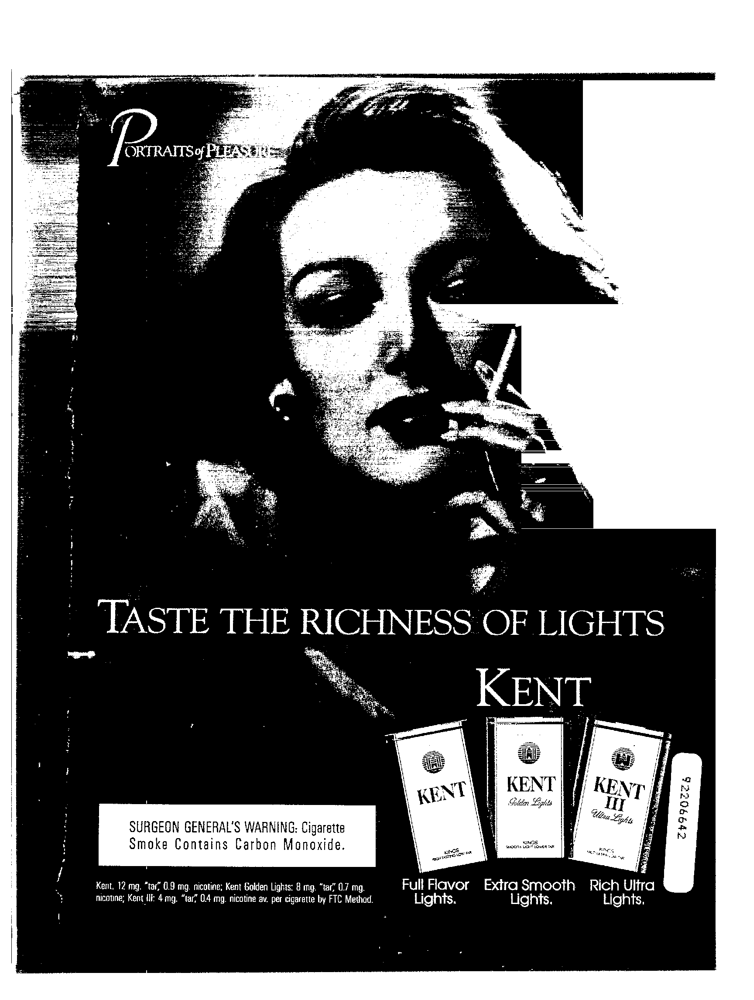 PORTRAITS of PLEASURE
TASTE THE RICHNESS OF LIGHTS
KENT
KENT
KENT
Golden Lights
KENT
III
Ultra Lights
KINGS
KINGS
KINGS
92206642
SURGEON GENERAL'S WARNING: Cigarette
Smoke Contains Carbon Monoxide.
Kent, 12 mg. "tar," 0.9 mg. nicotine; Kent Golden Lights: 8 mg. "tar," 0.7 mg.
nicotine; Kent III: 4 mg. "tar," 0.4 mg. nicotine av. per cigarette by FTC Method.
Full Flavor
Lights.
Extra Smooth
Lights.
Rich Ultra
Lights.